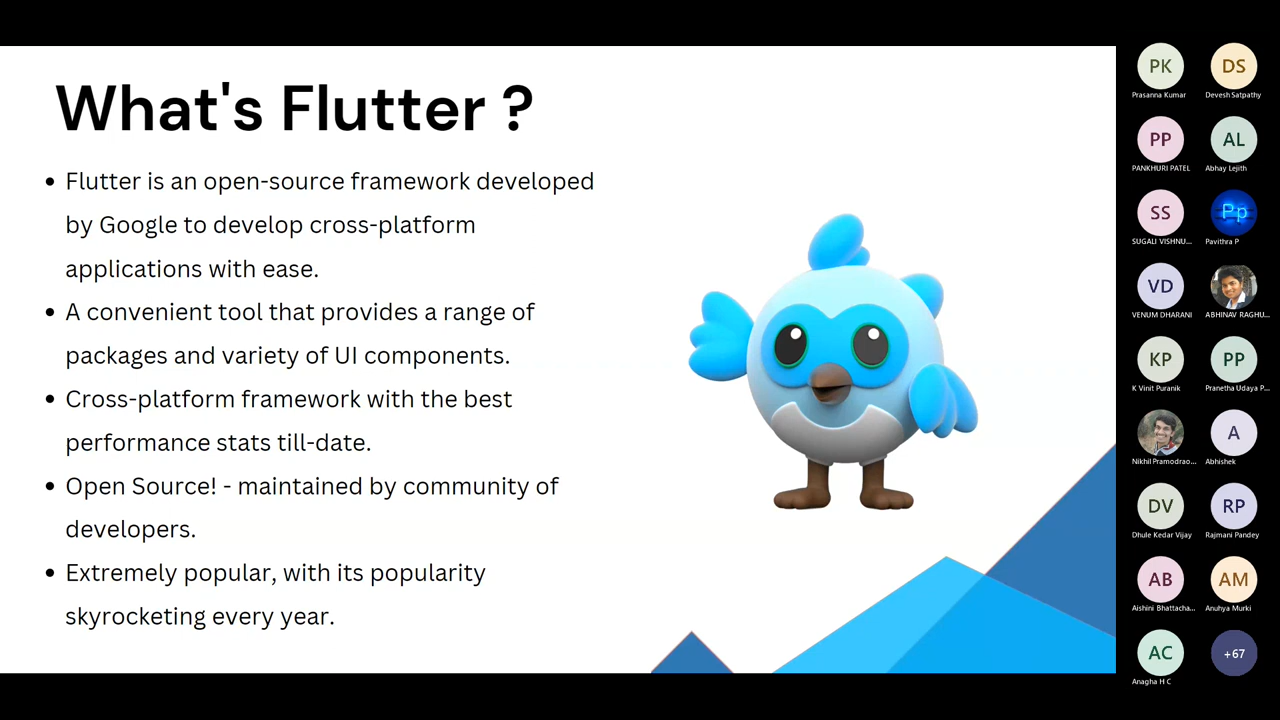 What's Flutter ?
• Flutter is an open-source framework developed
by Google to develop cross-platform
applications with ease.
• A convenient tool that provides a range of
packages and variety of UI components.
• Cross-platform framework with the best
performance stats till-date.
• Open Source! - maintained by community of
developers.
• Extremely popular, with its popularity
skyrocketing every year.
PK DS
Prasanna Kumar Devesh Satpathy
PP AL
PANKHURI PATEL Abhay Lejith
SS Pp
SUGALI VISHNU... Pavithra P
VD
VENUM DHARANI ABHINAV RAGHU...
KP PP
K Vinit Puranik Pranetha Udaya P...
A
Nikhil Pramodrao... Abhishek
DV RP
Dhule Kedar Vijay Rajmani Pandey
AB AM
Aishini Bhattacha... Anuhya Murki
AC +67
Anagha H C